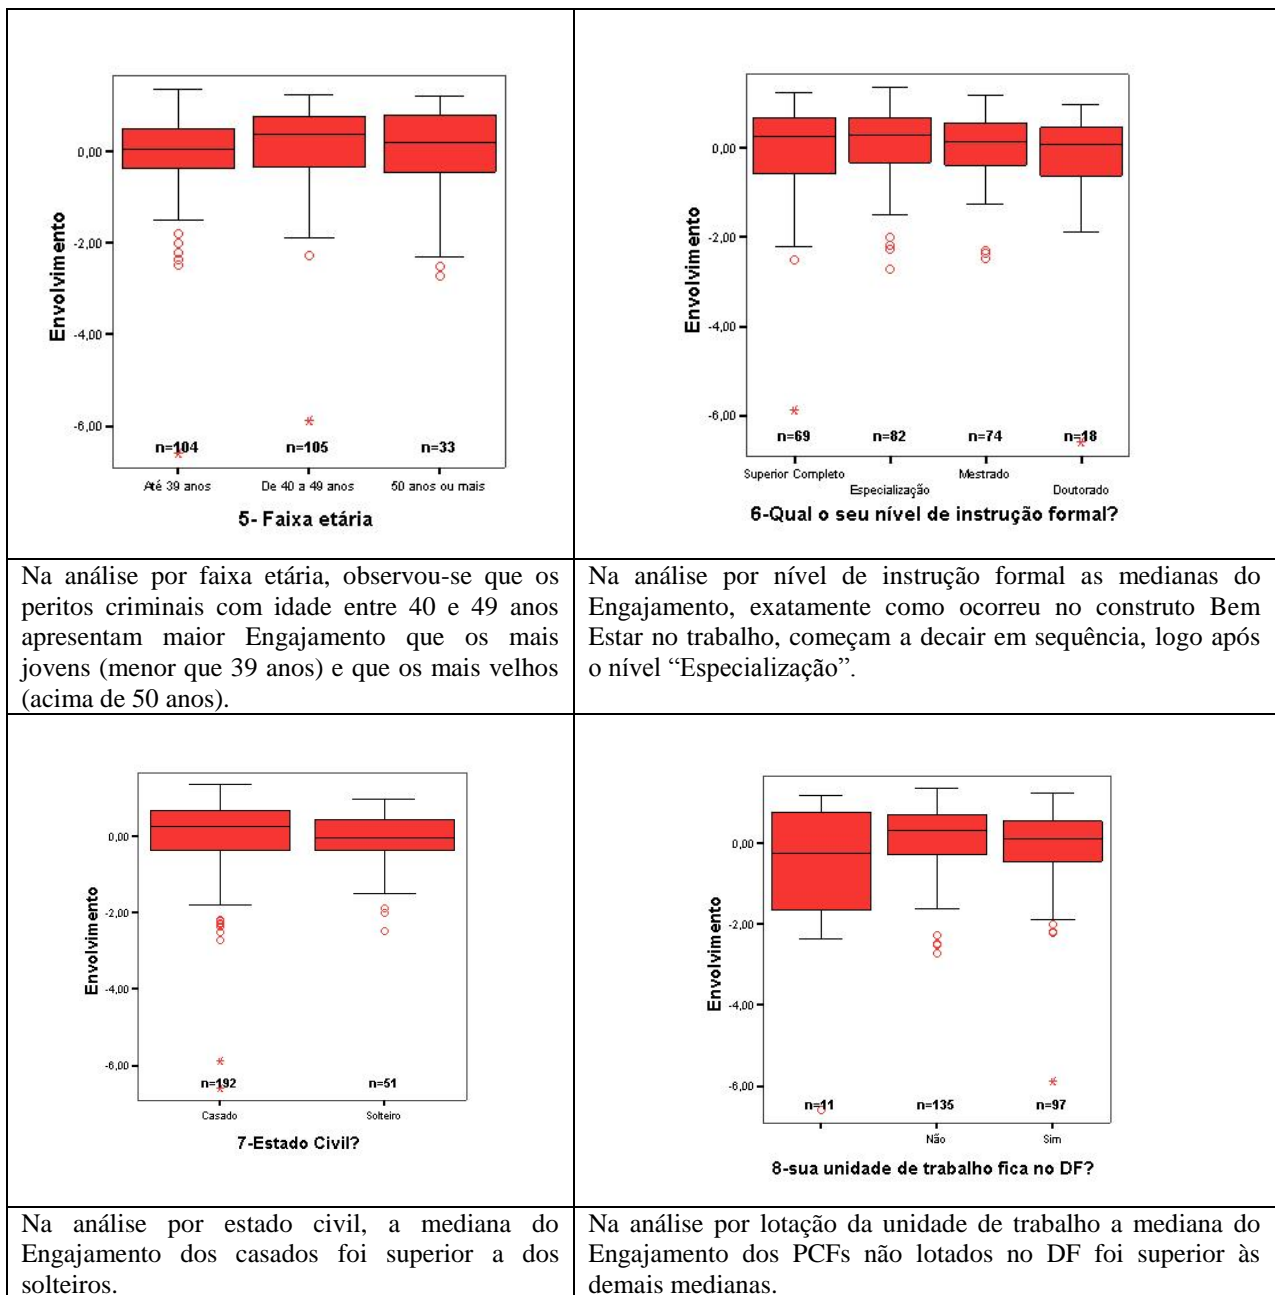 Envolvimento
0,00
-2,00
-4,00
-6,00
n=104
n=105
n=33
Até 39 anos
De 40 a 49 anos
50 anos ou mais
5- Faixa etária
Envolvimento
0,00
-2,00
-4,00
-6,00
n=69
n=82
n=74
n=18
Superior Completo
Especialização
Mestrado
Doutorado
6-Qual o seu nível de instrução formal?
Na análise por faixa etária, observou-se que os
peritos criminais com idade entre 40 e 49 anos
apresentam maior Engajamento que os mais
jovens (menor que 39 anos) e que os mais velhos
(acima de 50 anos).
Na análise por nível de instrução formal as medianas do
Engajamento, exatamente como ocorreu no construto Bem
Estar no trabalho, começam a decair em sequência, logo após
o nível “Especialização”.
Envolvimento
0,00
-2,00
-4,00
-6,00
n=192
n=51
Casado
Solteiro
7-Estado Civil?
Envolvimento
0,00
-2,00
-4,00
-6,00
n=11
n=135
n=97
Não
Sim
8-sua unidade de trabalho fica no DF?
Na análise por estado civil, a mediana do
Engajamento dos casados foi superior a dos
solteiros.
Na análise por lotação da unidade de trabalho a mediana do
Engajamento dos PCFs não lotados no DF foi superior às
demais medianas.